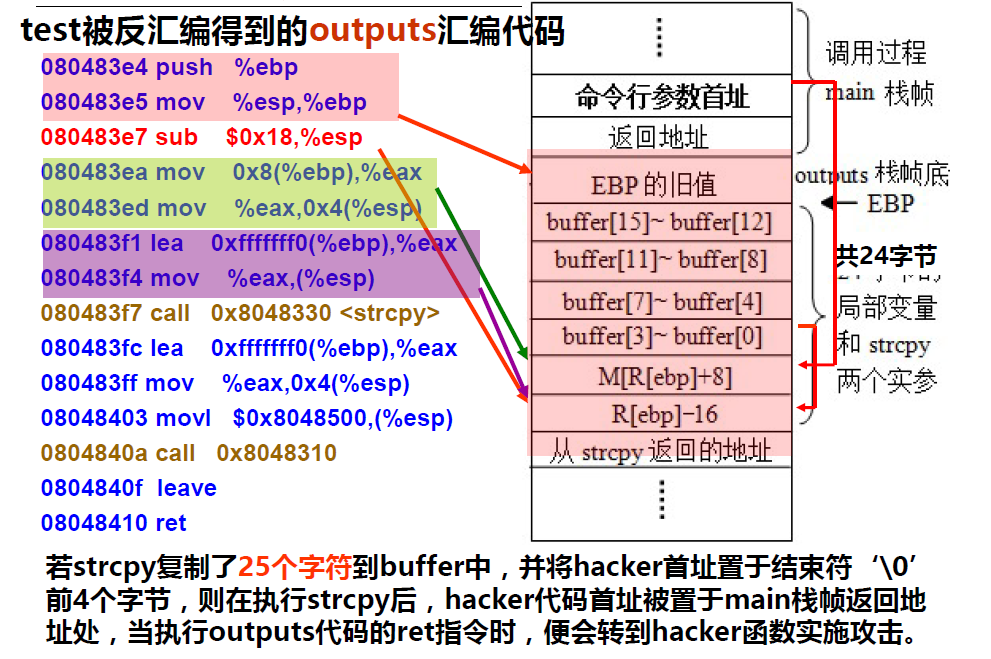 test被反汇编得到的outputs汇编代码
080483e4 push %ebp
080483e5 mov %esp,%ebp
080483e7 sub $0x18,%esp
080483ea mov 0x8(%ebp),%eax
080483ed mov %eax,0x4(%esp)
080483f1 lea 0xfffffff0(%ebp),%eax
080483f4 mov %eax,(%esp)
080483f7 call 0x8048330 <strcpy>
080483fc lea 0xfffffff0(%ebp),%eax
080483ff mov %eax,0x4(%esp)
08048403 movl $0x8048500,(%esp)
0804840a call 0x8048310
0804840f leave
08048410 ret
命令行参数首址
返回地址
EBP 的旧值
buffer[15]~ buffer[12]
buffer[11]~ buffer[8]
buffer[7]~ buffer[4]
buffer[3]~ buffer[0]
M[R[ebp]+8]
R[ebp]−16
从 strcpy 返回的地址
调用过程
main 栈帧
outputs 栈帧底
EBP
共24字节
局部变量
和 strcpy
两个实参
若strcpy复制了25个字符到buffer中，并将hacker首址置于结束符‘\0’
前4个字节，则在执行strcpy后，hacker代码首址被置于main栈帧返回地
址处，当执行outputs代码的ret指令时，便会转到hacker函数实施攻击。